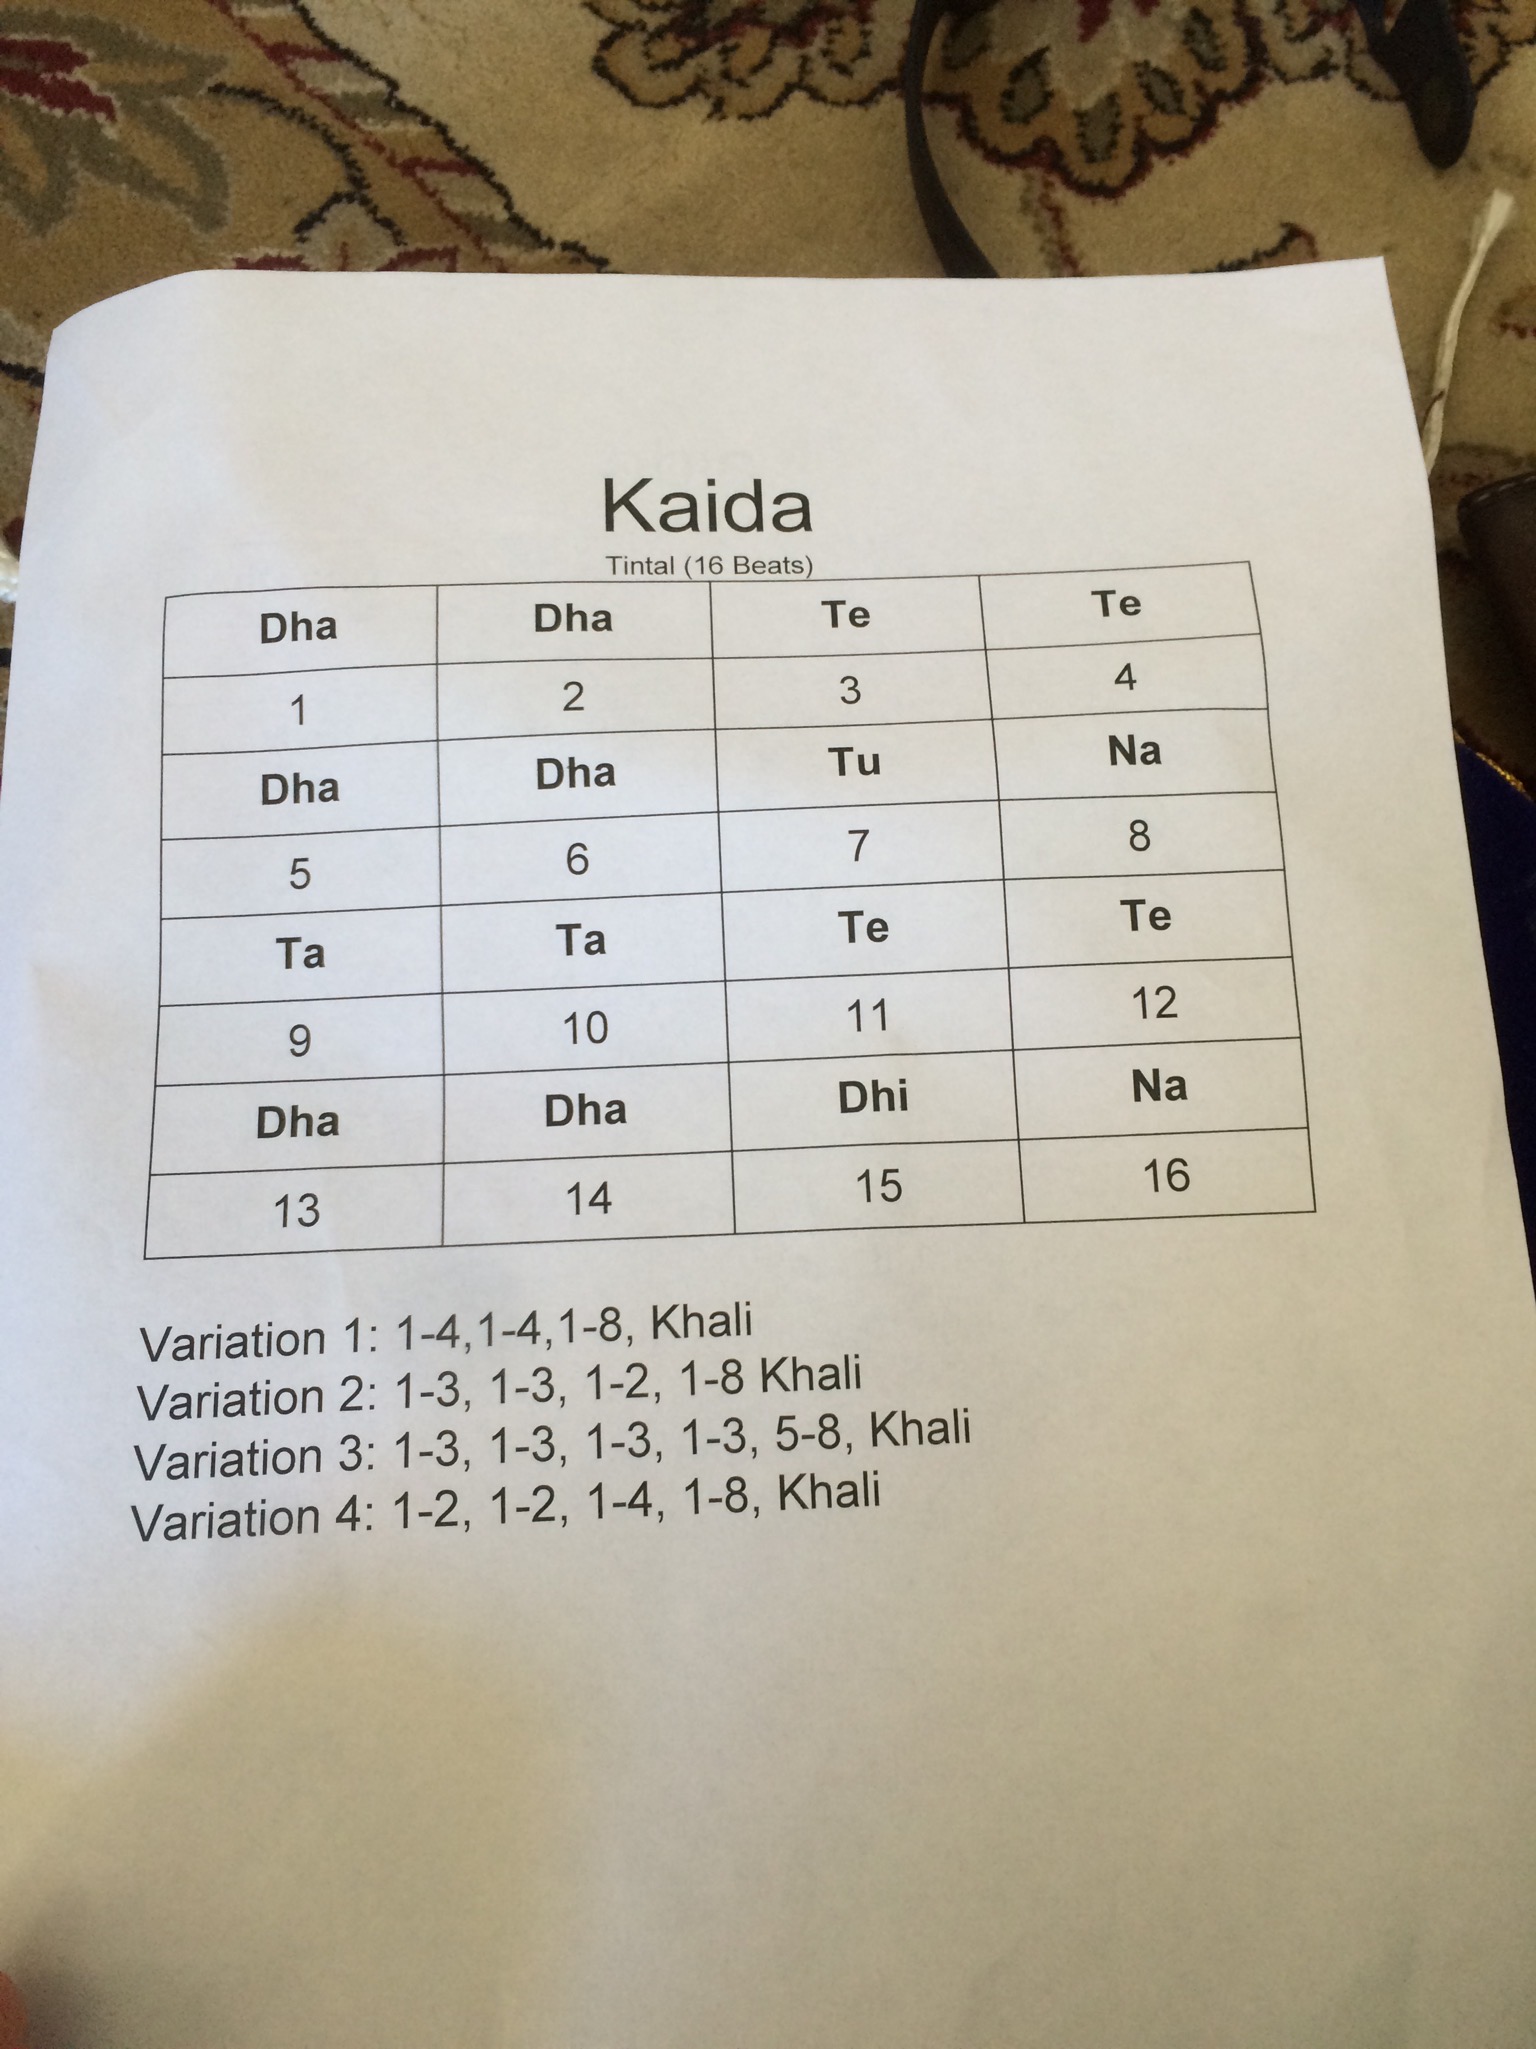 Kaida
Tintal (16 Beats)
Dha Dha Te Te
1 2 3 4
Dha Dha Tu Na
5 6 7 8
Ta Ta Te Te
9 10 11 12
Dha Dha Dhi Na
13 14 15 16
Variation 1: 1-4,1-4,1-8, Khali
Variation 2: 1-3, 1-3, 1-2, 1-8 Khali
Variation 3: 1-3, 1-3, 1-3, 1-3, 5-8, Khali
Variation 4: 1-2, 1-2, 1-4, 1-8, Khali